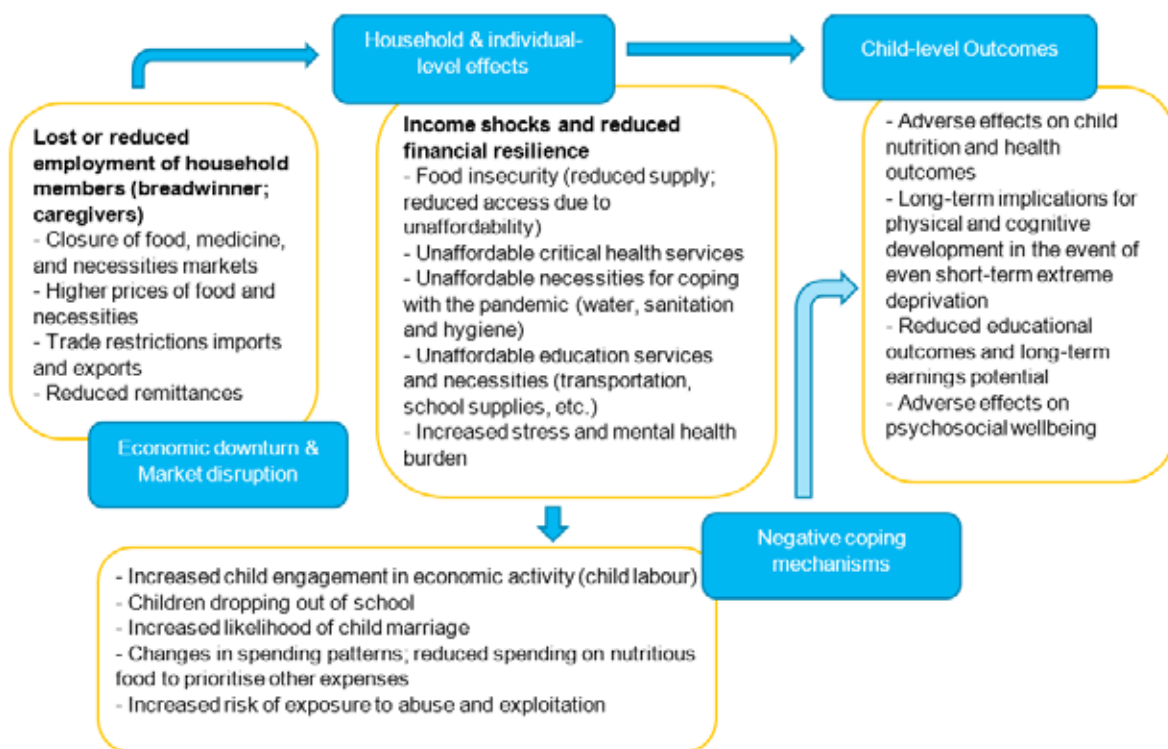 Household & individual-
level effects
Child-level Outcomes
Lost or reduced
employment of household
members (breadwinner;
caregivers)
- Closure of food, medicine,
and necessities markets
- Higher prices of food and
necessities
- Trade restrictions imports
and exports
- Reduced remittances
Economic downturn &
Market disruption
Income shocks and reduced
financial resilience
- Food insecurity (reduced supply;
reduced access due to
unaffordability)
- Unaffordable critical health services
- Unaffordable necessities for coping
with the pandemic (water, sanitation
and hygiene)
- Unaffordable education services
and necessities (transportation,
school supplies, etc.)
- Increased stress and mental health
burden
- Adverse effects on child
nutrition and health
outcomes
- Long-term implications for
physical and cognitive
development in the event of
even short-term extreme
deprivation
- Reduced educational
outcomes and long-term
earnings potential
- Adverse effects on
psychosocial wellbeing
Negative coping
mechanisms
- Increased child engagement in economic activity (child labour)
- Children dropping out of school
- Increased likelihood of child marriage
- Changes in spending patterns; reduced spending on nutritious
food to prioritise other expenses
- Increased risk of exposure to abuse and exploitation